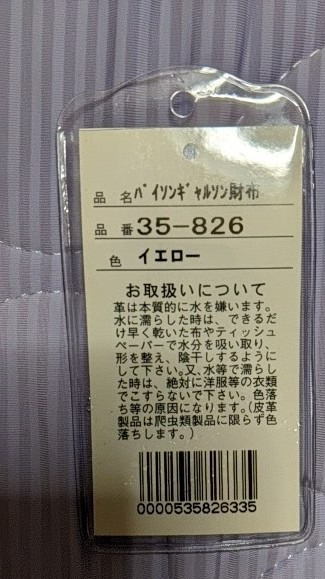 品 名 ﾊﾟｲｿﾝｷﾞｬﾙｿﾝ財布
品 番 35-826
色 イエロー
お取扱いについて
革は本質的に水を嫌います。
水に濡らした時は、できるだ
け早く乾いた布やティッシュ
ペーパーで水分を吸い取り、
形を整え、陰干しするように
して下さい。又、水等で濡らし
た時は、絶対に洋服等の衣類
でこすらないで下さい。色落
ち等の原因になります。(皮革
製品は爬虫類製品に限らず色
落ちします。)
0000535826335